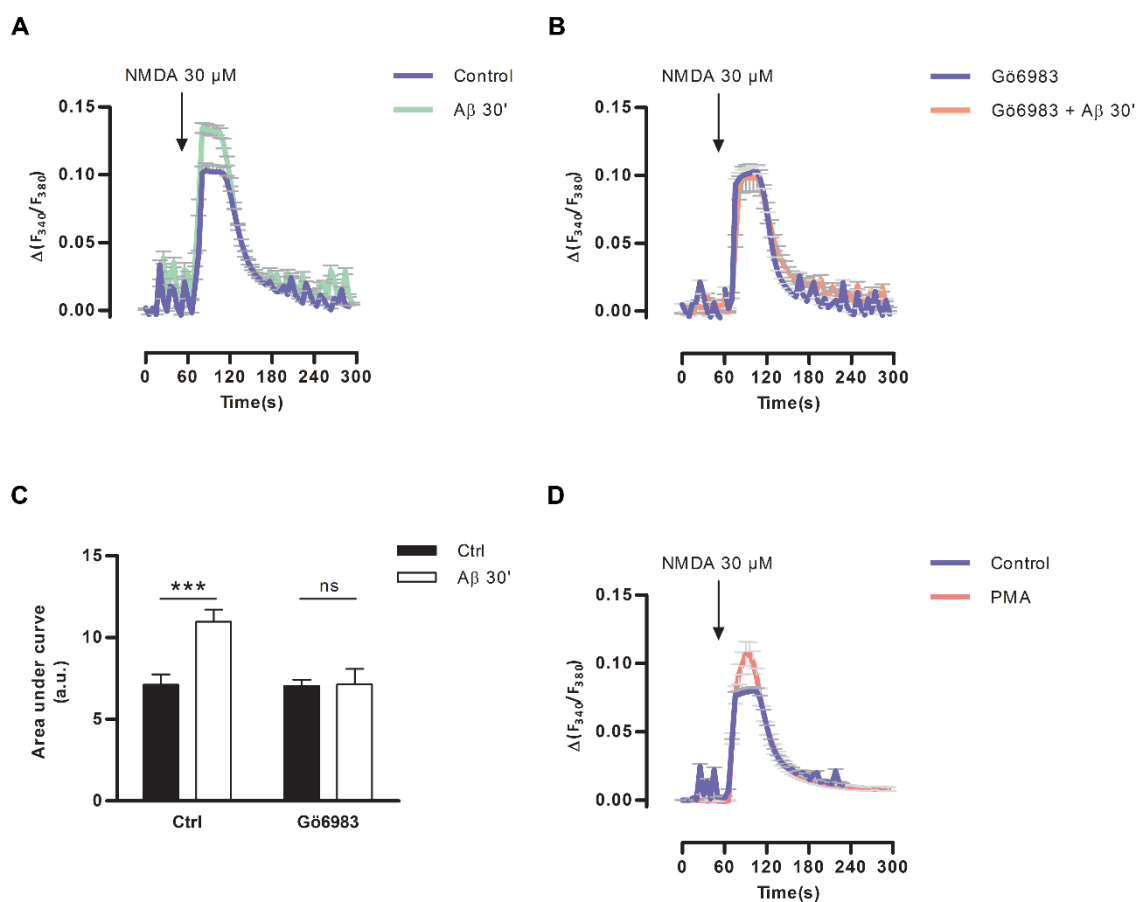 A
NMDA 30 µM
Control
Aβ 30'
Δ(F340/F380)
0.15
0.10
0.05
0.00
0 60 120 180 240 300
Time(s)
B
NMDA 30 µM
Gö6983
Gö6983 + Aβ 30'
Δ(F340/F380)
0.15
0.10
0.05
0.00
0 60 120 180 240 300
Time(s)
C
Ctrl
Aβ 30'
Area under curve
(a.u.)
15
10
5
0
***
ns
Ctrl Gö6983
D
NMDA 30 µM
Control
PMA
Δ(F340/F380)
0.15
0.10
0.05
0.00
0 60 120 180 240 300
Time(s)